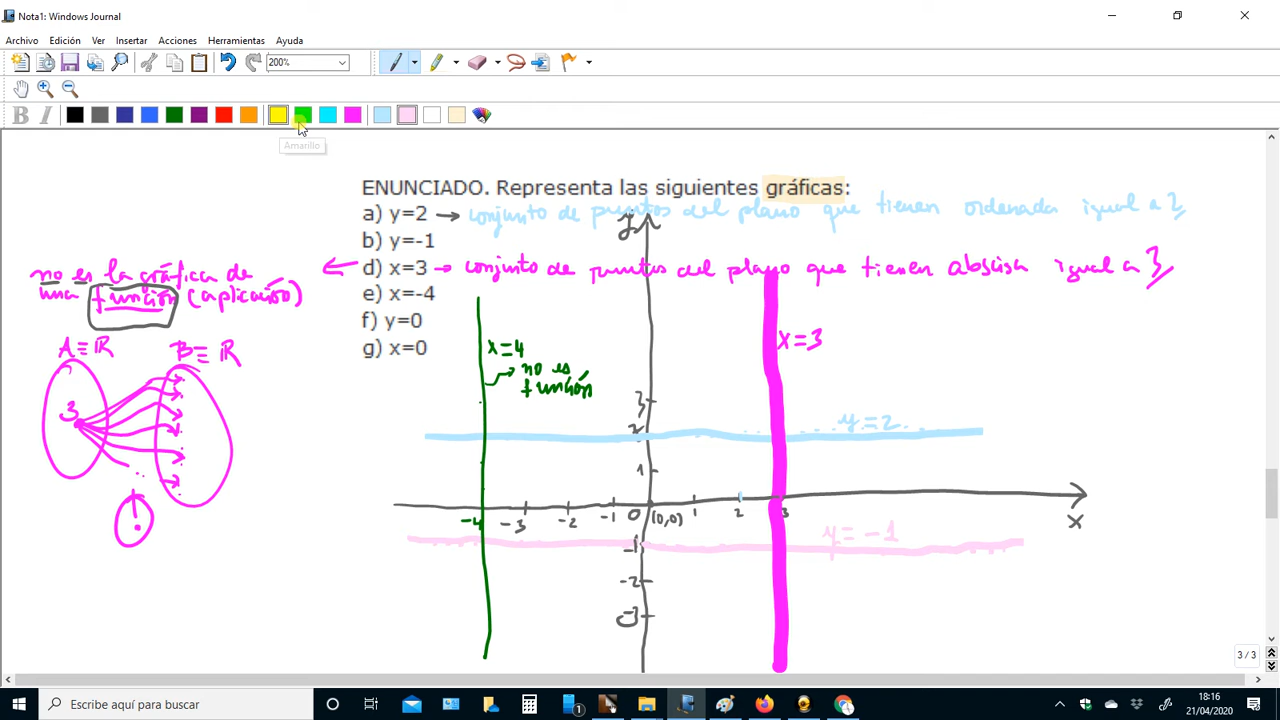 Nota1: Windows Journal
Archivo Edición Ver Insertar Acciones Herramientas Ayuda
200%
B I
Amarillo
ENUNCIADO. Representa las siguientes gráficas:
a) y=2 → conjunto de puntos del plano que tienen ordenada igual a 2
b) y=-1
d) x=3 → conjunto de puntos del plano que tienen abscisa igual a 3
e) x=-4
f) y=0
g) x=0
no es la gráfica de
una función (aplicación)
A≡ℝ B≡ℝ
3
y
x=4
no es
función
x=3
3
2
1
y=2
-4 -3 -2 -1 0 (0,0) 1 2 3
x
-1
y=-1
-2
-3
3/3
Escribe aquí para buscar
1
18:16
21/04/2020